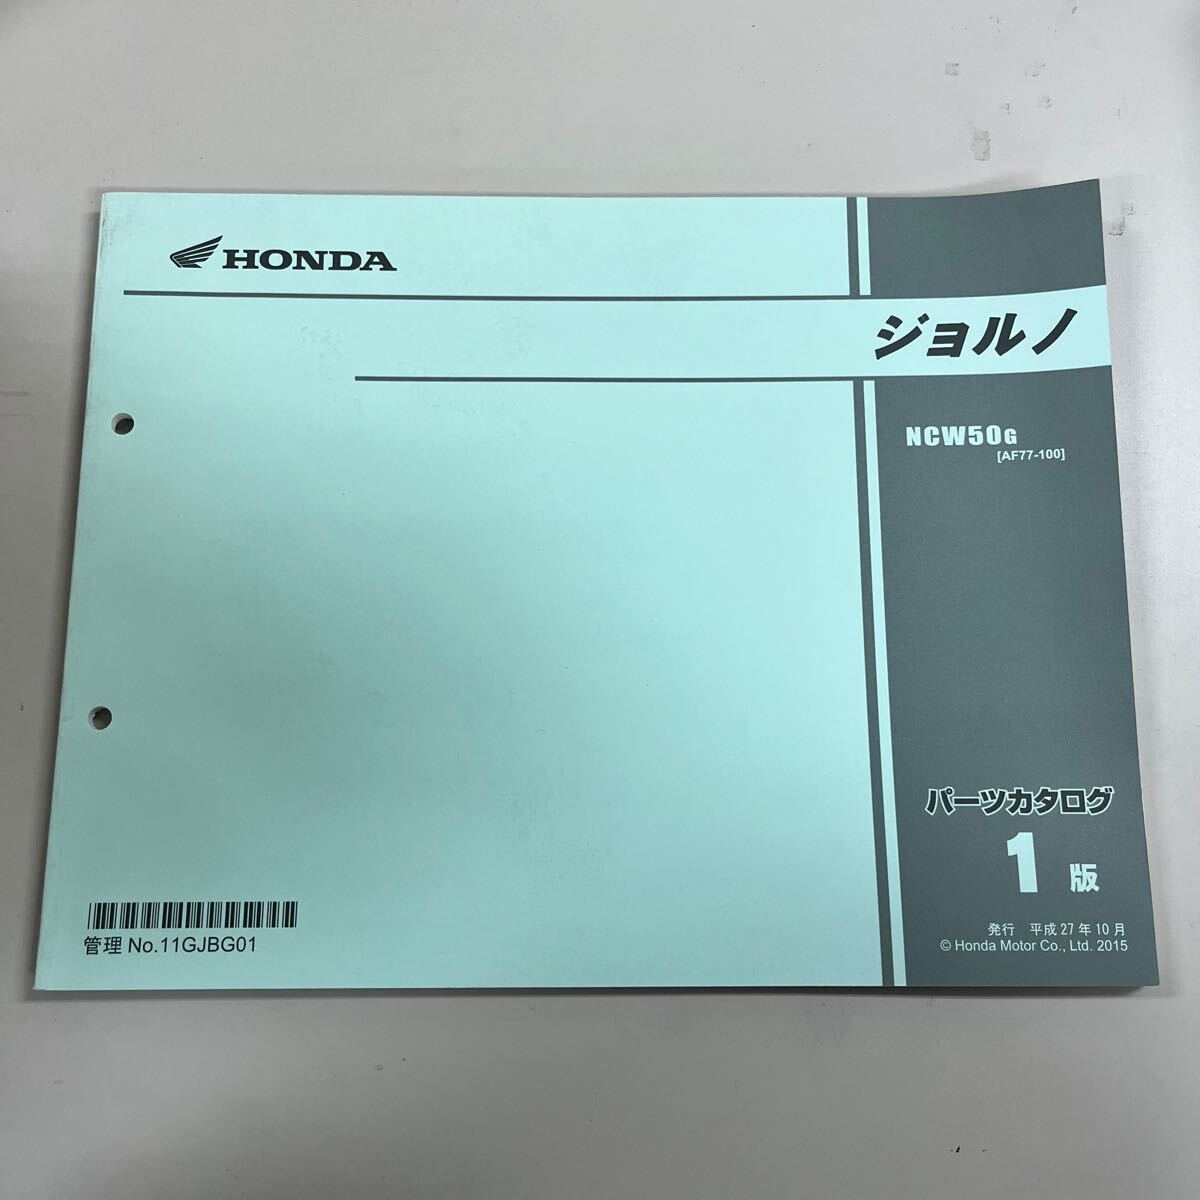 HONDA
ジョルノ
NCW50G
[AF77-100]
パーツカタログ
1版
発行 平成27年10月
© Honda Motor Co., Ltd. 2015
管理 No.11GJBG01